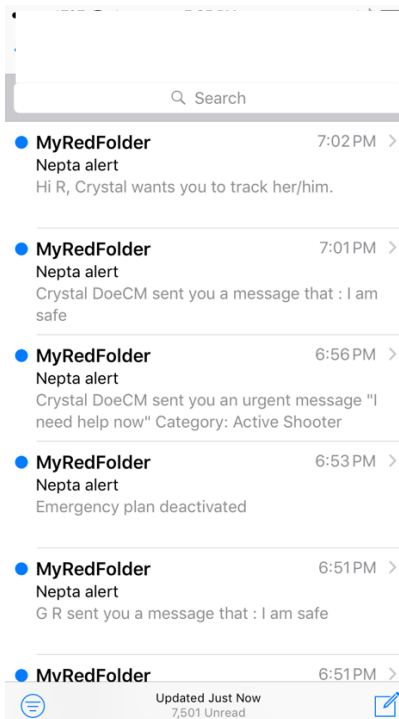 Search
MyRedFolder 7:02 PM
Nepta alert
Hi R, Crystal wants you to track her/him.
MyRedFolder 7:01 PM
Nepta alert
Crystal DoeCM sent you a message that : I am
safe
MyRedFolder 6:56 PM
Nepta alert
Crystal DoeCM sent you an urgent message "I
need help now" Category: Active Shooter
MyRedFolder 6:53 PM
Nepta alert
Emergency plan deactivated
MyRedFolder 6:51 PM
Nepta alert
G R sent you a message that : I am safe
MyRedFolder 6:51 PM
Updated Just Now
7,501 Unread